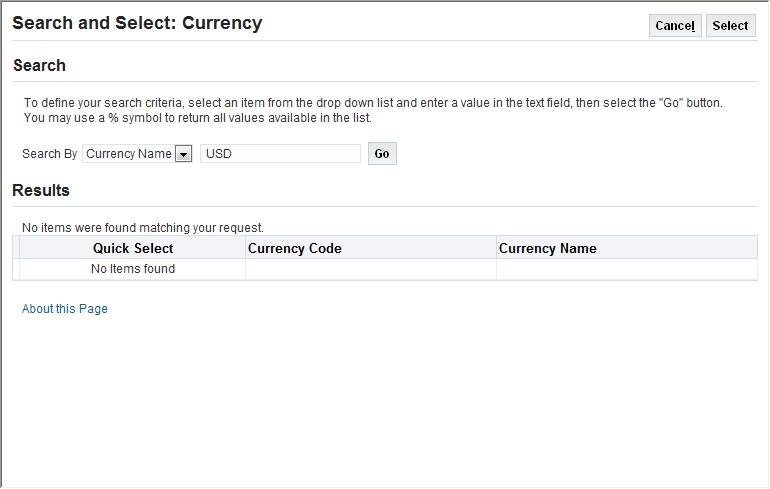 Search and Select: Currency
Cancel Select
Search
To define your search criteria, select an item from the drop down list and enter a value in the text field, then select the "Go" button.
You may use a % symbol to return all values available in the list.
Search By Currency Name USD Go
Results
No items were found matching your request.
Quick Select Currency Code Currency Name
No Items found
About this Page